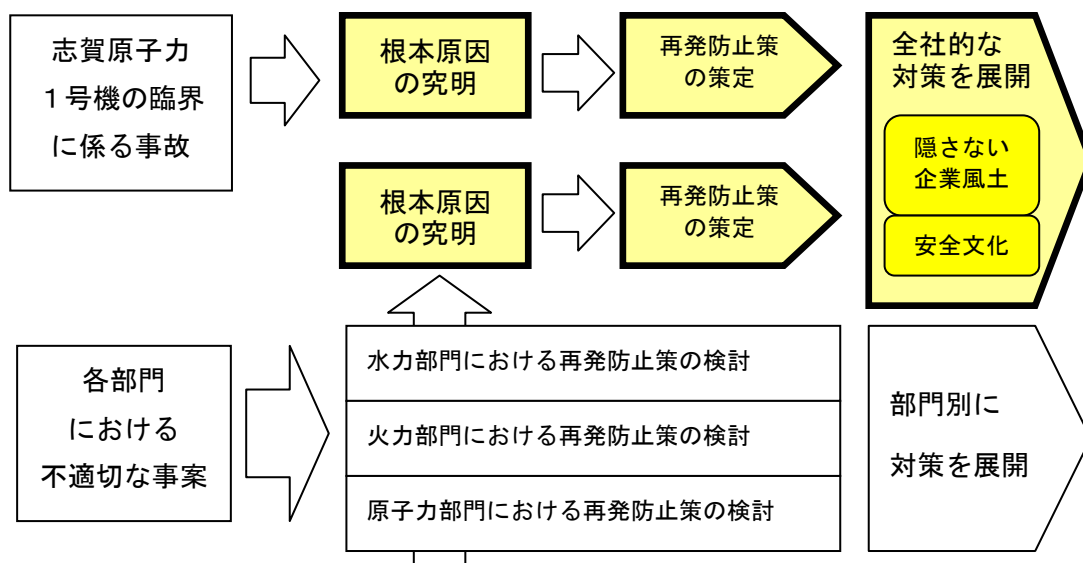 志賀原子力
１号機の臨界
に係る事故
根本原因
の究明
再発防止策
の策定
全社的な
対策を展開
隠さない
企業風土
安全文化
根本原因
の究明
再発防止策
の策定
各部門
における
不適切な事案
水力部門における再発防止策の検討
火力部門における再発防止策の検討
原子力部門における再発防止策の検討
部門別に
対策を展開